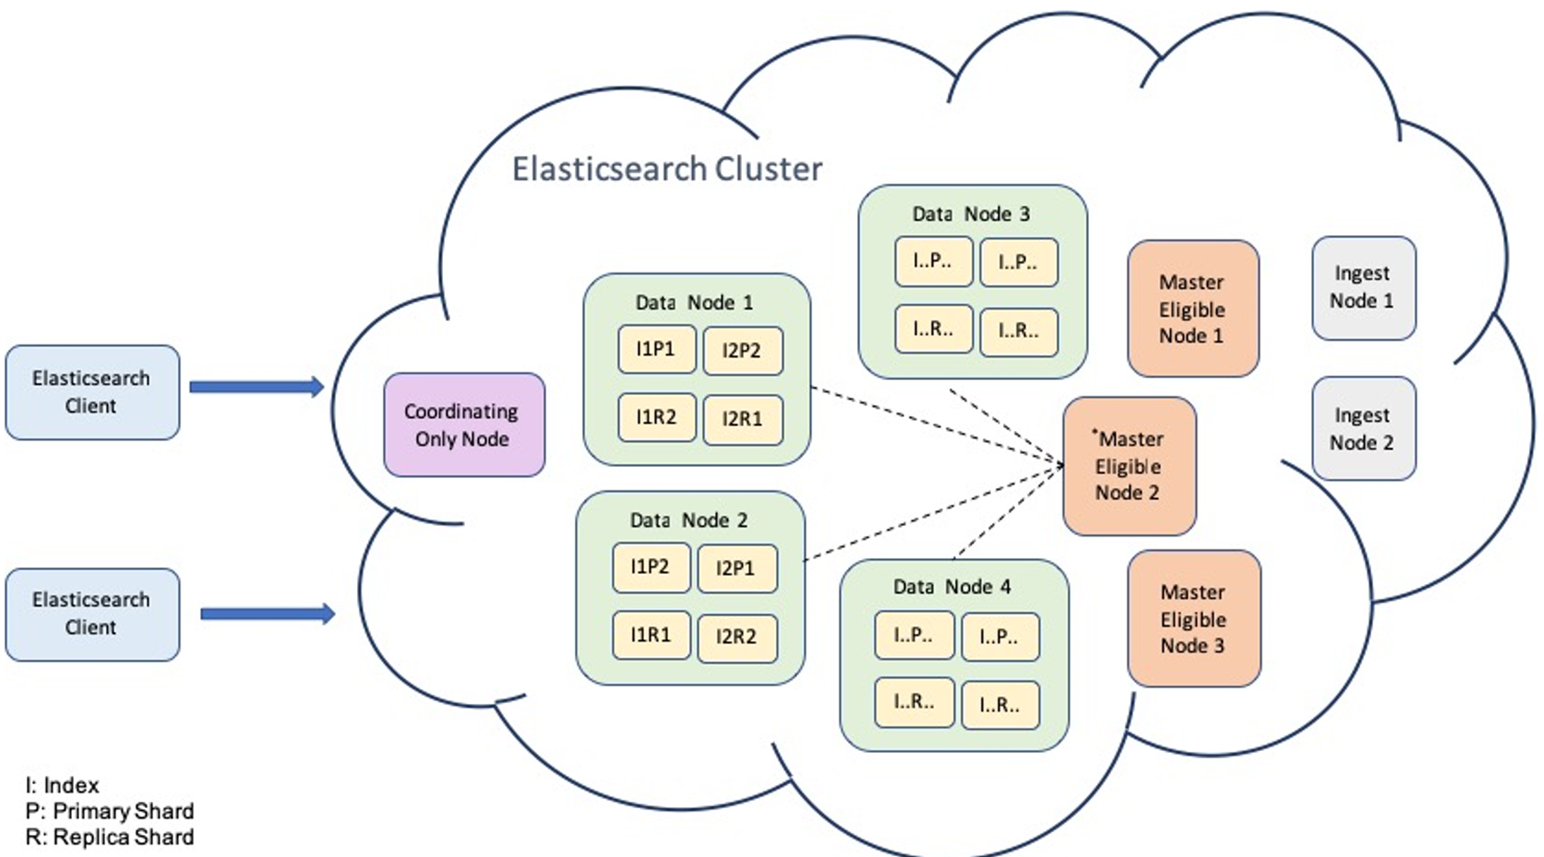 Elasticsearch Cluster
Elasticsearch
Client
Elasticsearch
Client
Coordinating
Only Node
Data Node 1
I1P1
I2P2
I1R2
I2R1
Data Node 2
I1P2
I2P1
I1R1
I2R2
Data Node 3
I..P..
I..P..
I..R..
I..R..
Data Node 4
I..P..
I..P..
I..R..
I..R..
Master
Eligible
Node 1
*Master
Eligible
Node 2
Master
Eligible
Node 3
Ingest
Node 1
Ingest
Node 2
I: Index
P: Primary Shard
R: Replica Shard